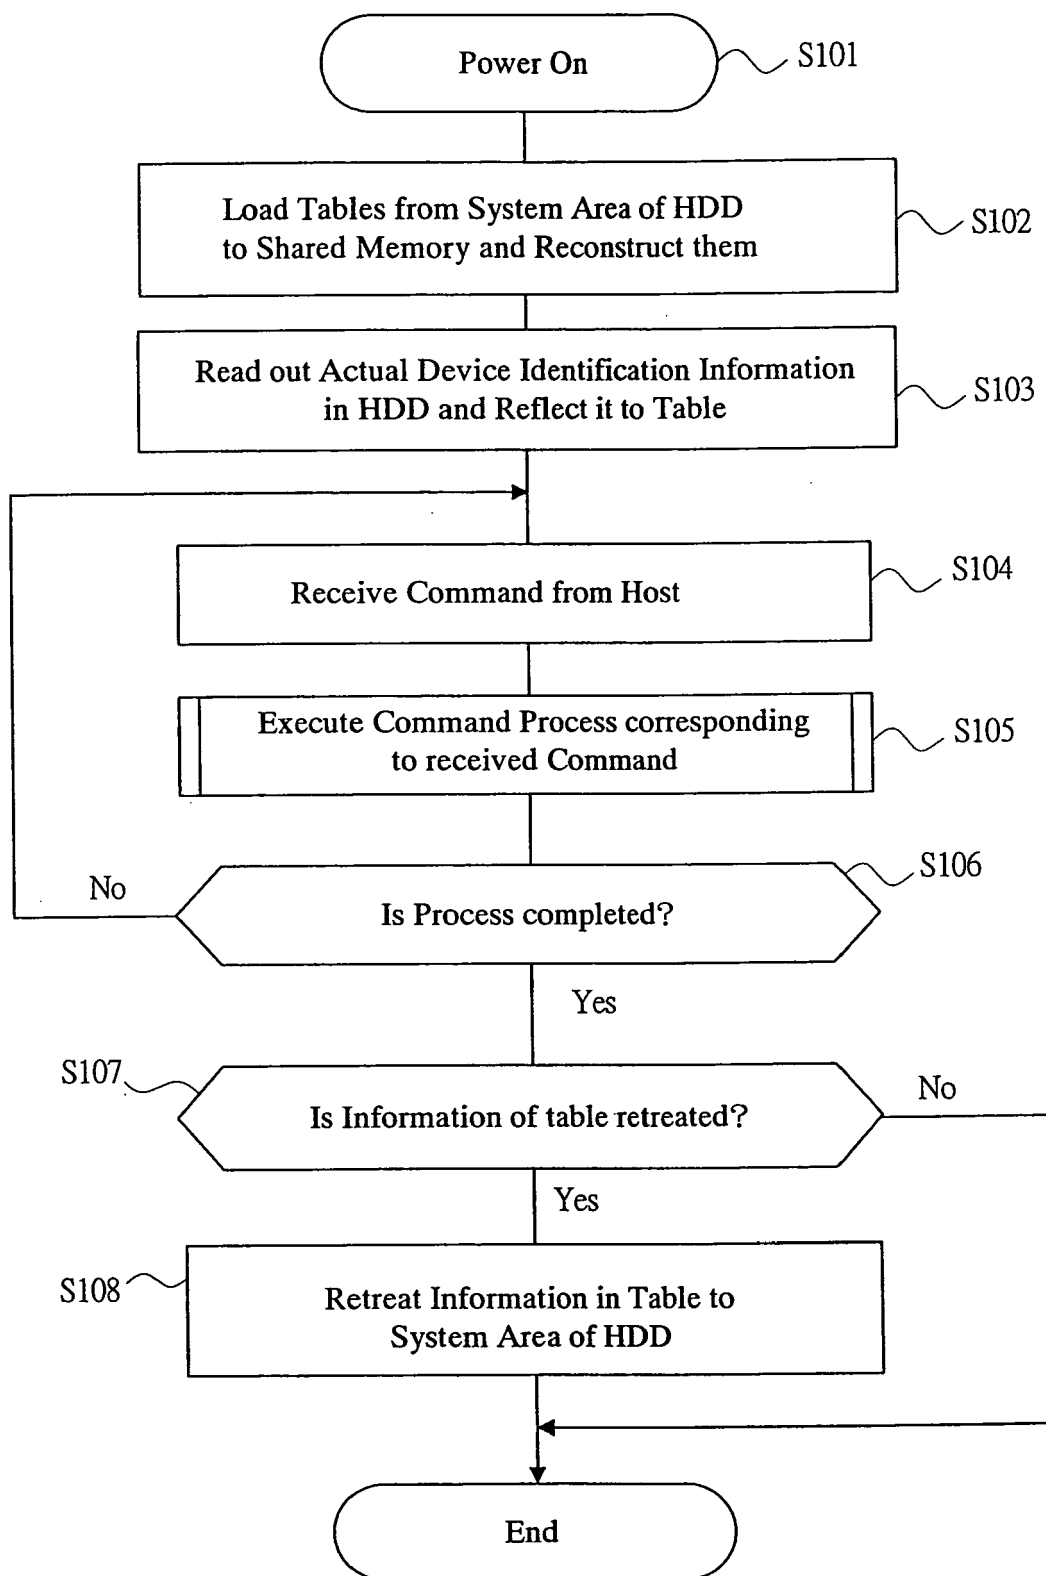 Power On
S101
Load Tables from System Area of HDD
to Shared Memory and Reconstruct them
S102
Read out Actual Device Identification Information
in HDD and Reflect it to Table
S103
Receive Command from Host
S104
Execute Command Process corresponding
to received Command
S105
S106
No
Is Process completed?
Yes
S107
Is Information of table retreated?
No
Yes
S108
Retreat Information in Table to
System Area of HDD
End